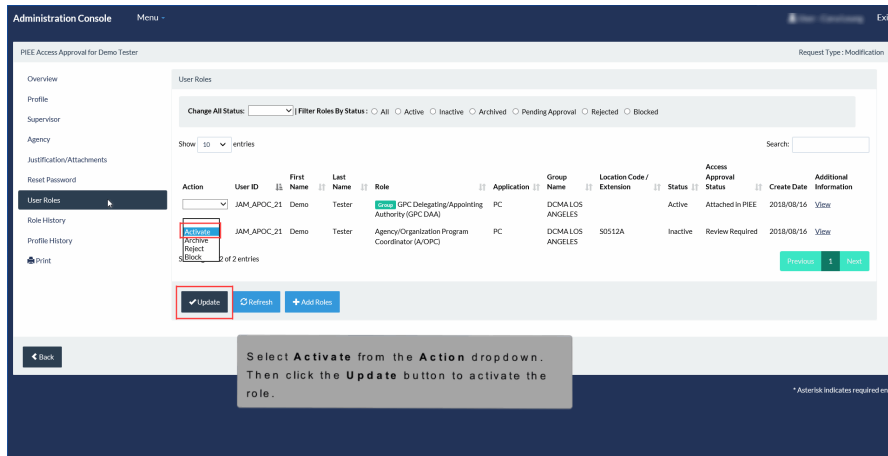 Administration Console Menu - Exi
PIEE Access Approval for Demo Tester Request Type : Modification
Overview
Profile
Supervisor
Agency
Justification/Attachments
Reset Password
User Roles
Role History
Profile History
Print
User Roles
Change All Status: | Filter Roles By Status : All Active Inactive Archived Pending Approval Rejected Blocked
Show 10 entries Search:
Action User ID First Name Last Name Role Application Group Name Location Code / Extension Status Access Approval Status Create Date Additional Information
JAM_APOC_21 Demo Tester Group GPC Delegating/Appointing PC DCMA LOS Active Attached in PIEE 2018/08/16 View
Authority (GPC DAA) ANGELES
Activate JAM_APOC_21 Demo Tester Agency/Organization Program PC DCMA LOS S0512A Inactive Review Required 2018/08/16 View
Archive Coordinator (A/OPC) ANGELES
Reject
Block
S 2 of 2 entries Previous 1 Next
Update Refresh + Add Roles
Back
Select Activate from the Action dropdown.
Then click the Update button to activate the
role.
* Asterisk indicates required en